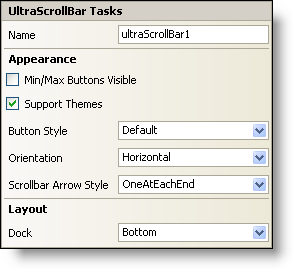 UltraScrollBar Tasks
Name ultraScrollBar1
Appearance
Min/Max Buttons Visible
Support Themes
Button Style Default
Orientation Horizontal
Scrollbar Arrow Style OneAtEachEnd
Layout
Dock Bottom